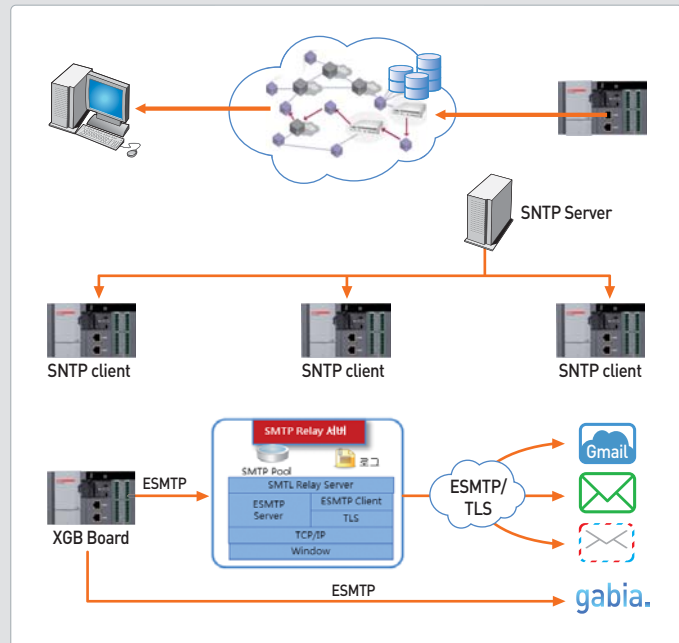 SNTP Server
SNTP client
SNTP client
SNTP client
SMTP Relay 서버
SMTP Pool
로그
SMTL Relay Server
ESMTP
Server
ESMTP Client
TLS
TCP/IP
Window
ESMTP
XGB Board
ESMTP/
TLS
Gmail
ESMTP
gabia.